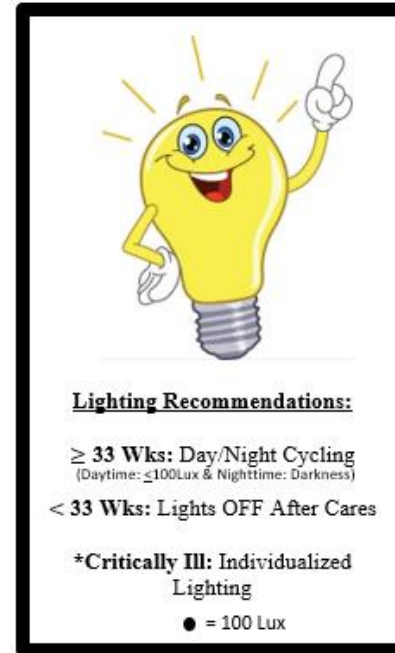 Lighting Recommendations:
≥ 33 Wks: Day/Night Cycling
(Daytime: ≤100Lux & Nighttime: Darkness)
< 33 Wks: Lights OFF After Cares
*Critically Ill: Individualized
Lighting
● = 100 Lux